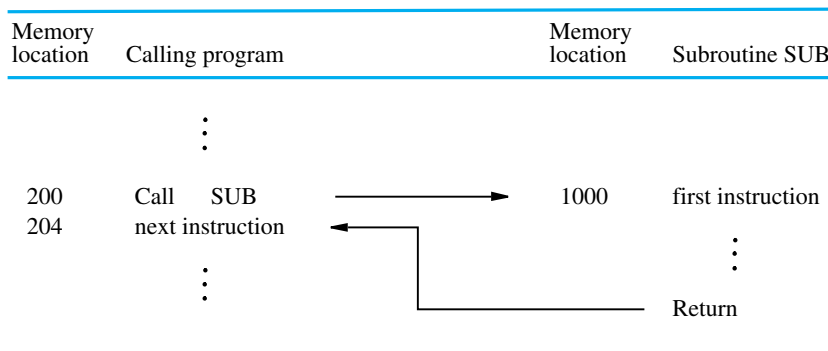 Memory location Calling program Memory location Subroutine SUB
200 Call SUB 1000 first instruction
204 next instruction
Return